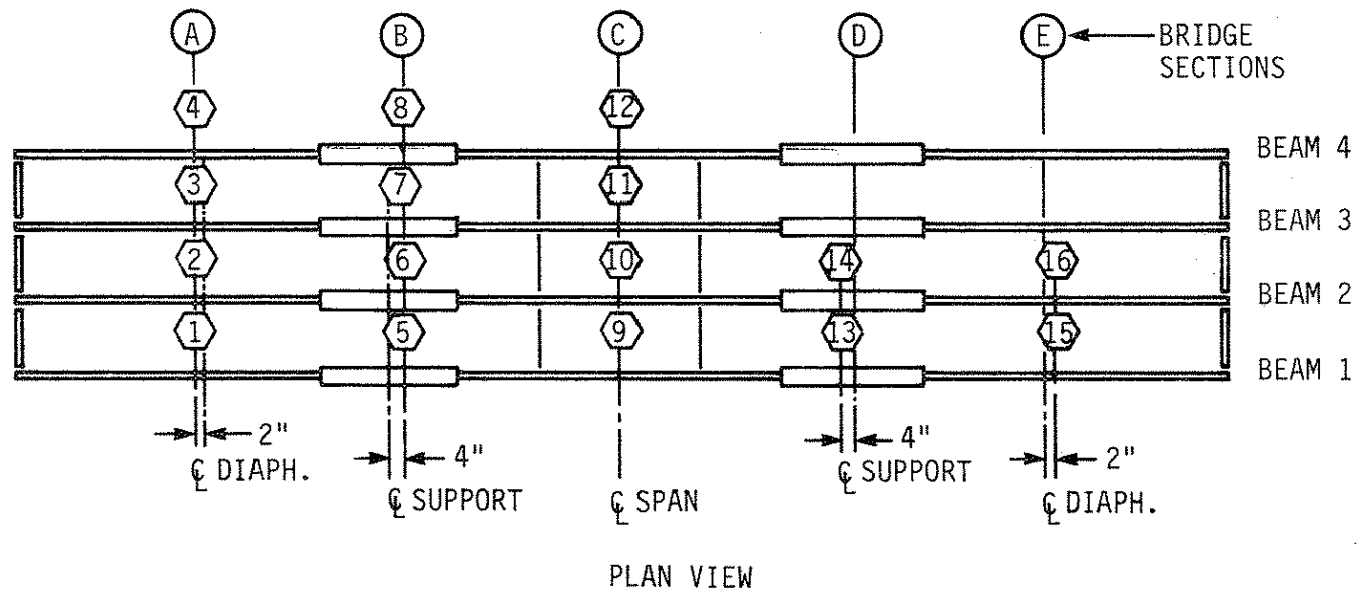 A B C D E BRIDGE
SECTIONS
4 8 12
BEAM 4
3 7 11
BEAM 3
2 6 10 14 16
BEAM 2
1 5 9 13 15
BEAM 1
2" 4" 4" 2"
℄ DIAPH. ℄ SUPPORT ℄ SPAN ℄ SUPPORT ℄ DIAPH.
PLAN VIEW